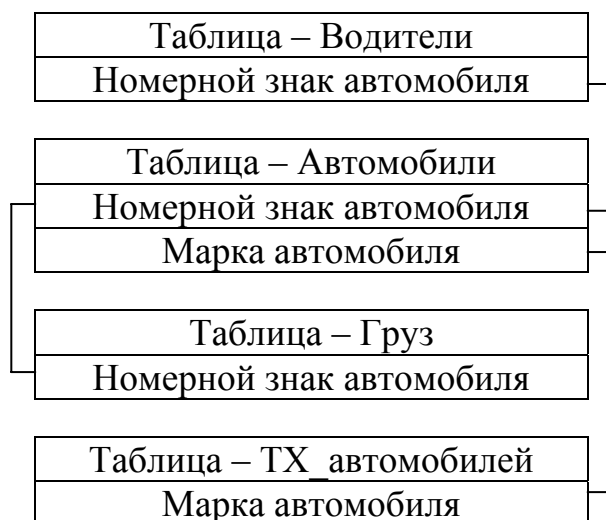 Таблица – Водители
Номерной знак автомобиля
Таблица – Автомобили
Номерной знак автомобиля
Марка автомобиля
Таблица – Груз
Номерной знак автомобиля
Таблица – ТХ_автомобилей
Марка автомобиля